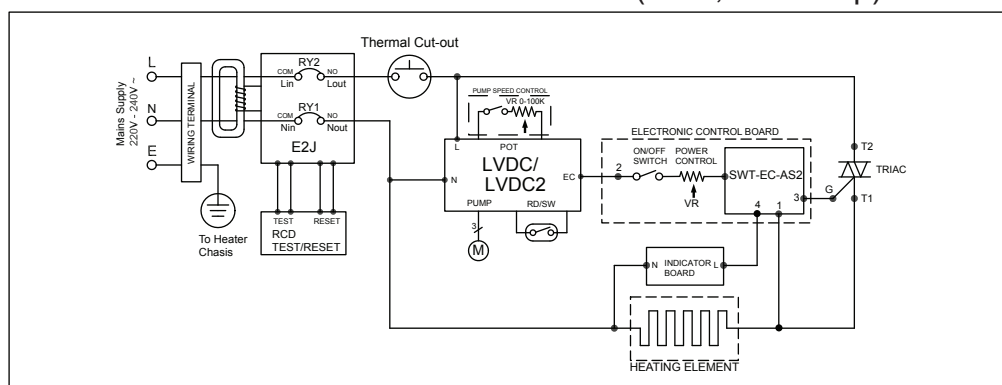 Thermal Cut-out
Mains Supply
220V - 240V ~
L
N
E
WIRING TERMINAL
RY2
COM
NO
Lin
Lout
RY1
COM
NO
Nin
Nout
E2J
TEST
RESET
RCD
TEST/RESET
To Heater
Chasis
PUMP SPEED CONTROL
VR 0-100K
L
POT
N
LVDC/
LVDC2
EC
PUMP
RD/SW
3
M
ELECTRONIC CONTROL BOARD
2
ON/OFF
SWITCH
POWER
CONTROL
VR
SWT-EC-AS2
3
4
1
G
T2
TRIAC
T1
N
INDICATOR
BOARD
L
HEATING ELEMENT